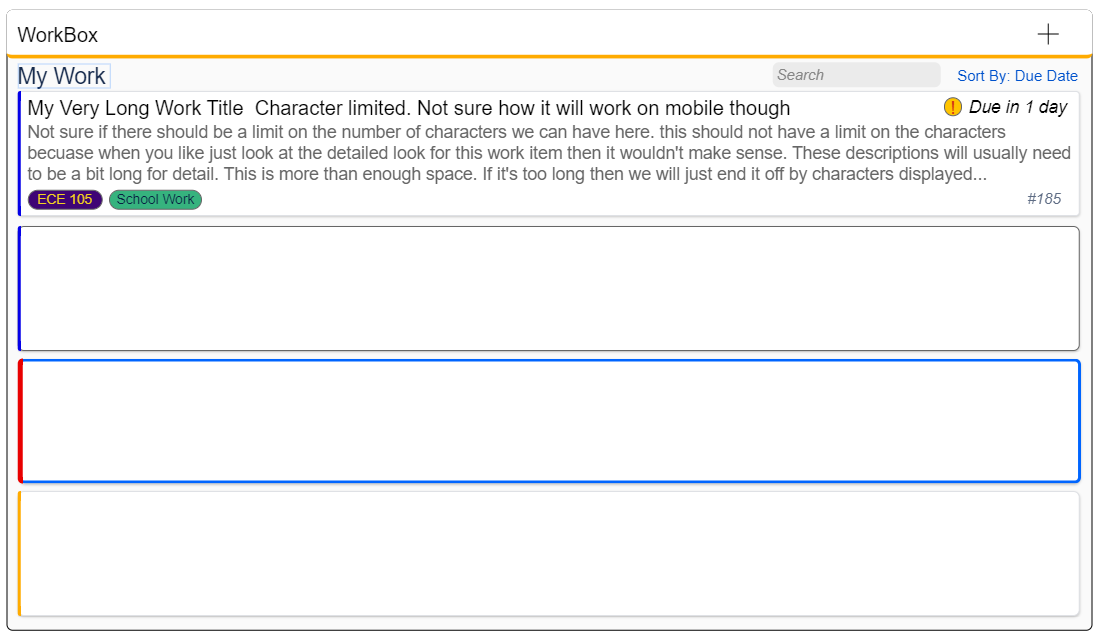 WorkBox
My Work
Search
Sort By: Due Date
My Very Long Work Title  Character limited. Not sure how it will work on mobile though
! Due in 1 day
Not sure if there should be a limit on the number of characters we can have here. this should not have a limit on the characters
becuase when you like just look at the detailed look for this work item then it wouldn't make sense. These descriptions will usually need
to be a bit long for detail. This is more than enough space. If it's too long then we will just end it off by characters displayed...
ECE 105
School Work
#185